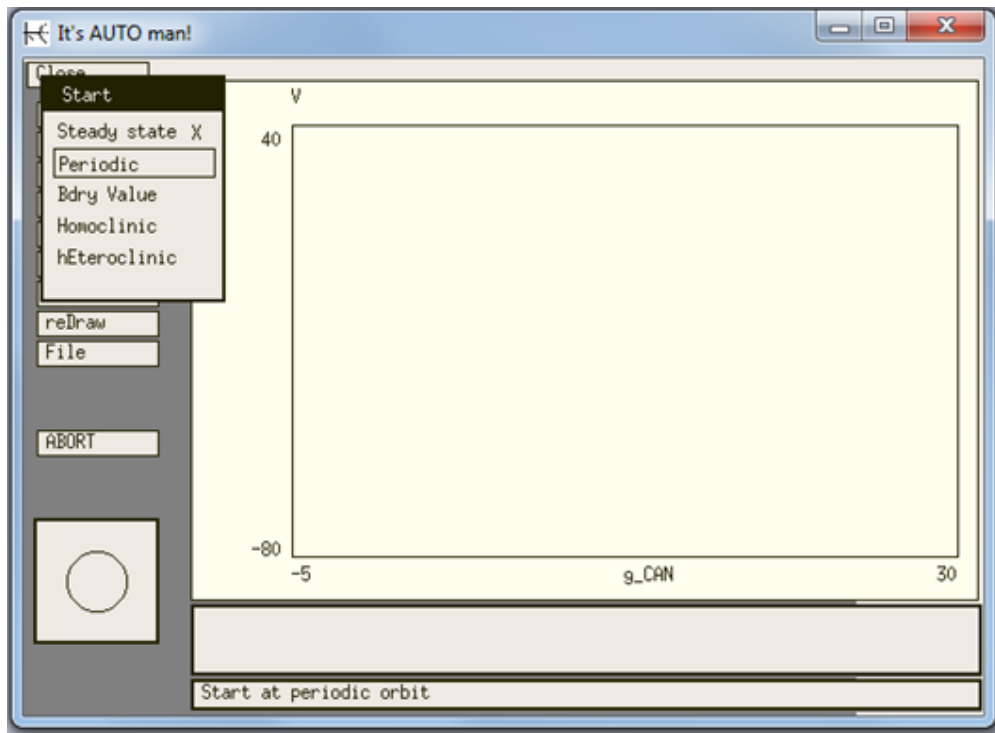 It's AUTO man!
Close
Start
Steady state X
Periodic
Bdry Value
Homoclinic
hEteroclinic
reDraw
File
ABORT
V
40
-80
-5
g_CAN
30
Start at periodic orbit